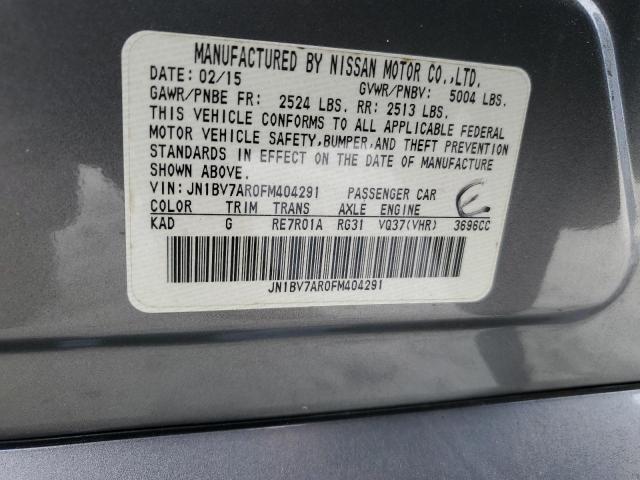 MANUFACTURED BY NISSAN MOTOR CO.,LTD.
DATE: 02/15 GVWR/PNBV: 5004 LBS.
GAWR/PNBE FR: 2524 LBS. RR: 2513 LBS.
THIS VEHICLE CONFORMS TO ALL APPLICABLE FEDERAL
MOTOR VEHICLE SAFETY,BUMPER,AND THEFT PREVENTION
STANDARDS IN EFFECT ON THE DATE OF MANUFACTURE
SHOWN ABOVE.
VIN:JN1BV7AR0FM404291 PASSENGER CAR
COLOR TRIM TRANS AXLE ENGINE
KAD G RE7R01A RG31 VQ37(VHR) 3696CC
JN1BV7AR0FM404291